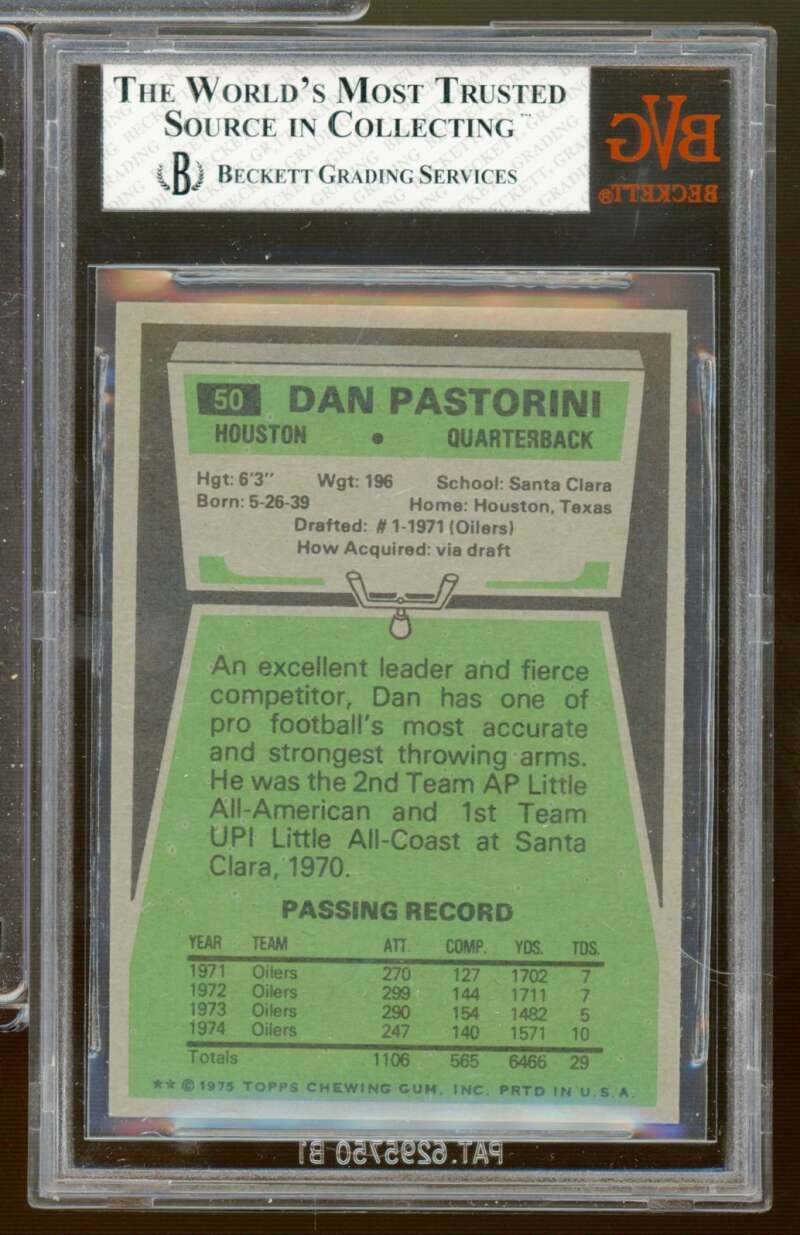 THE WORLD'S MOST TRUSTED
SOURCE IN COLLECTING™
B BECKETT GRADING SERVICES
BVG
BECKETT®
50 DAN PASTORINI
HOUSTON • QUARTERBACK
Hgt: 6'3" Wgt: 196 School: Santa Clara
Born: 5-26-39 Home: Houston, Texas
Drafted: #1-1971 (Oilers)
How Acquired: via draft
An excellent leader and fierce
competitor, Dan has one of
pro football's most accurate
and strongest throwing arms.
He was the 2nd Team AP Little
All-American and 1st Team
UPI Little All-Coast at Santa
Clara, 1970.
PASSING RECORD
YEAR TEAM ATT COMP. YDS. TDS.
1971 Oilers 270 127 1702 7
1972 Oilers 299 144 1711 7
1973 Oilers 290 154 1482 5
1974 Oilers 247 140 1571 10
Totals 1106 565 6466 29
** © 1975 TOPPS CHEWING GUM, INC. PRTD IN U.S.A.
PAT.6295750 B1